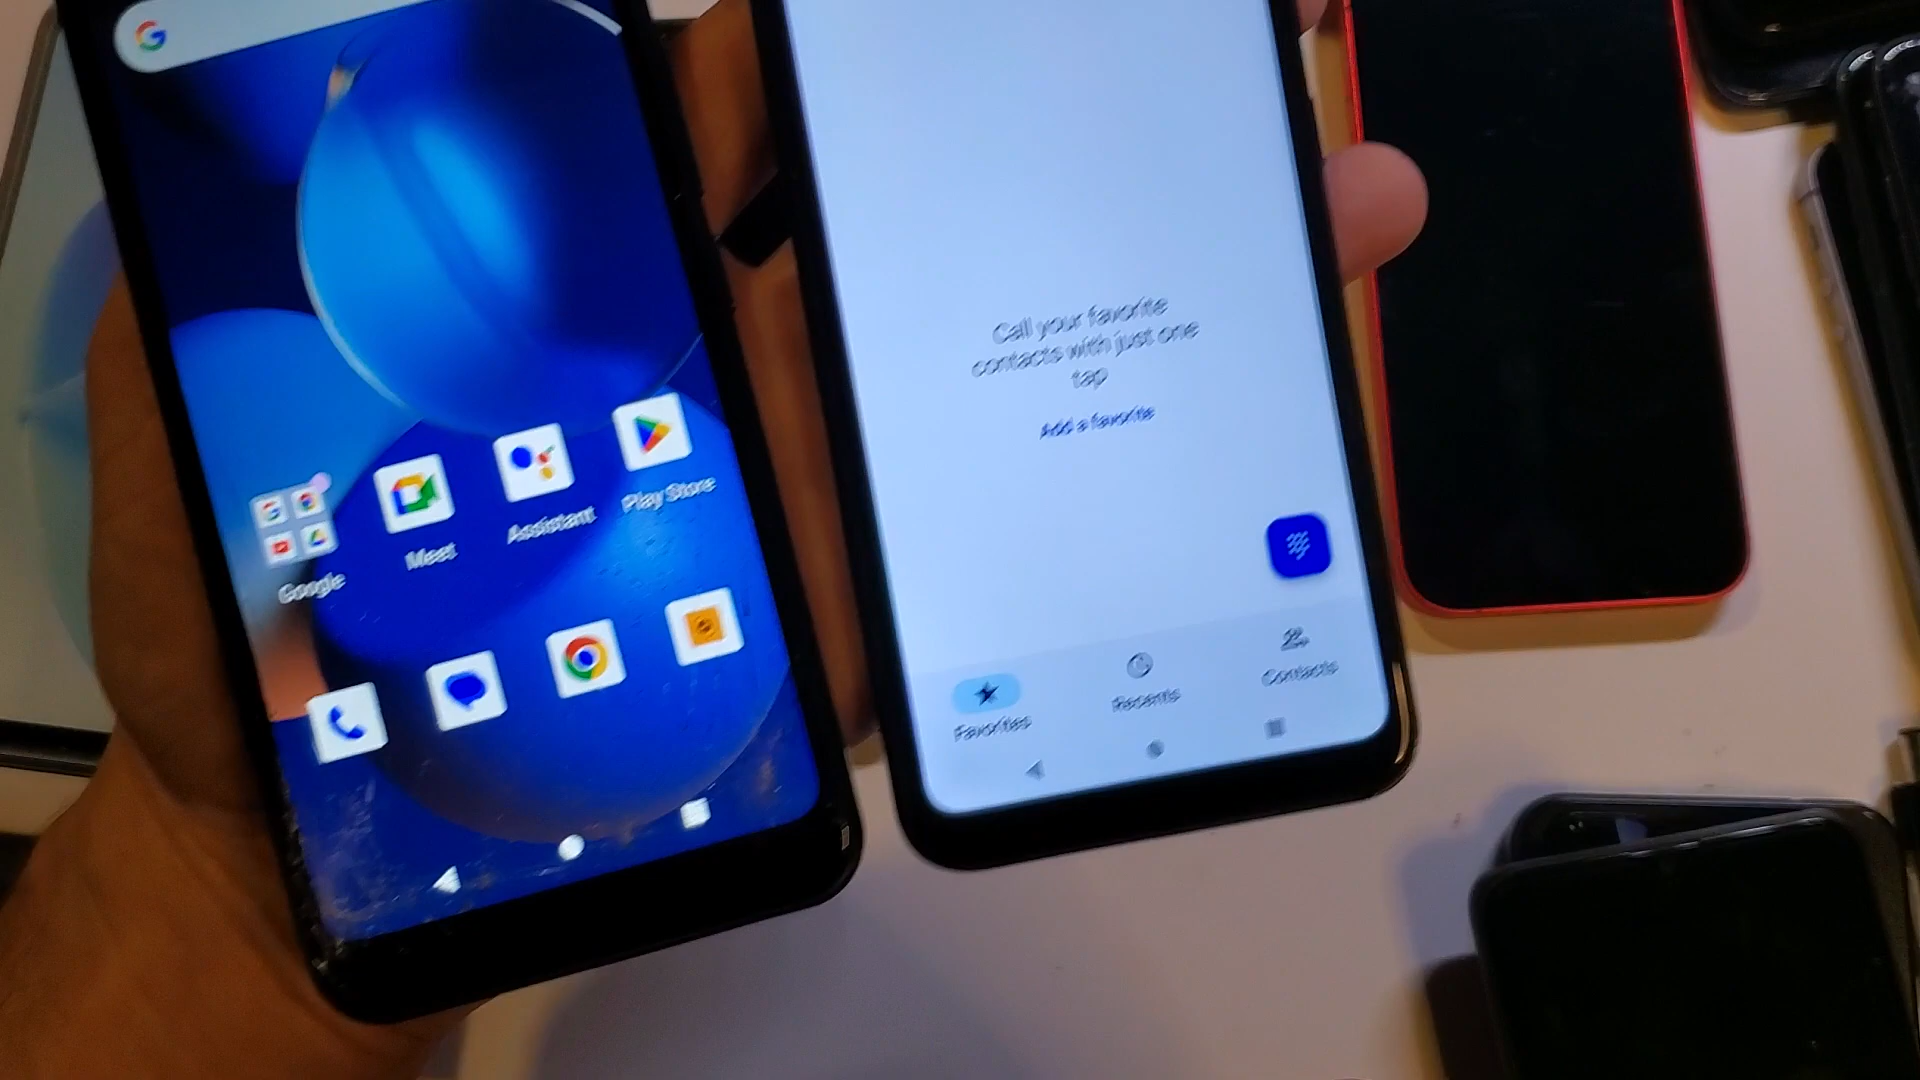 Google
Meet
Assistant
Play Store
Call your favorite
contacts with just one
tap
Add a favorite
Favorites
Recents
Contacts